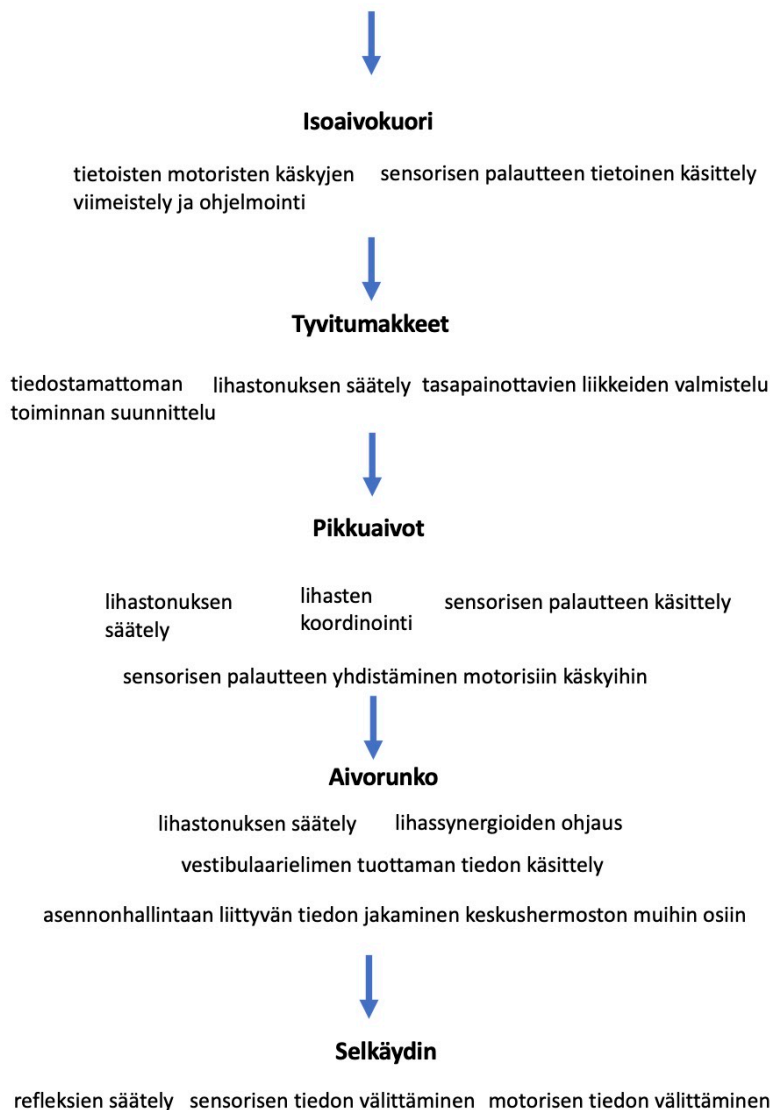 Isoaivokuori
tietoisten motoristen käskyjen
viimeistely ja ohjelmointi
sensorisen palautteen tietoinen käsittely
Tyvitumakkeet
tiedostamattoman
toiminnan suunnittelu
lihastonuksen säätely
tasapainottavien liikkeiden valmistelu
Pikkuaivot
lihastonuksen
säätely
lihasten
koordinointi
sensorisen palautteen käsittely
sensorisen palautteen yhdistäminen motorisiin käskyihin
Aivorunko
lihastonuksen säätely
lihassynergioiden ohjaus
vestibulaarielimen tuottaman tiedon käsittely
asennonhallintaan liittyvän tiedon jakaminen keskushermoston muihin osiin
Selkäydin
refleksien säätely
sensorisen tiedon välittäminen
motorisen tiedon välittäminen